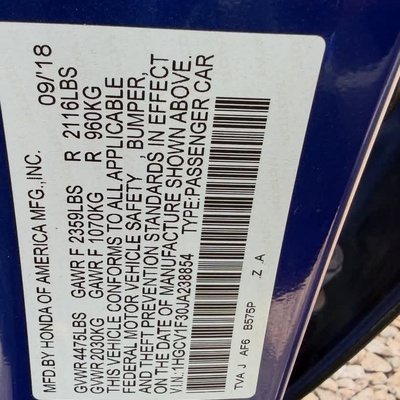 MFD BY HONDA OF AMERICA MFG.,INC. 09/'18
GVWR 4475LBS GAWR F 2359LBS R 2116LBS
GVWR 2030KG GAWR F 1070KG R 960KG
THIS VEHICLE CONFORMS TO ALL APPLICABLE
FEDERAL MOTOR VEHICLE SAFETY , BUMPER,
AND THEFT PREVENTION STANDARDS IN EFFECT
ON THE DATE OF MANUFACTURE SHOWN ABOVE.
V.I.N.:1HGCV1F30JA238854 TYPE:PASSENGER CAR
TVA J AF6 B575P .Z .A